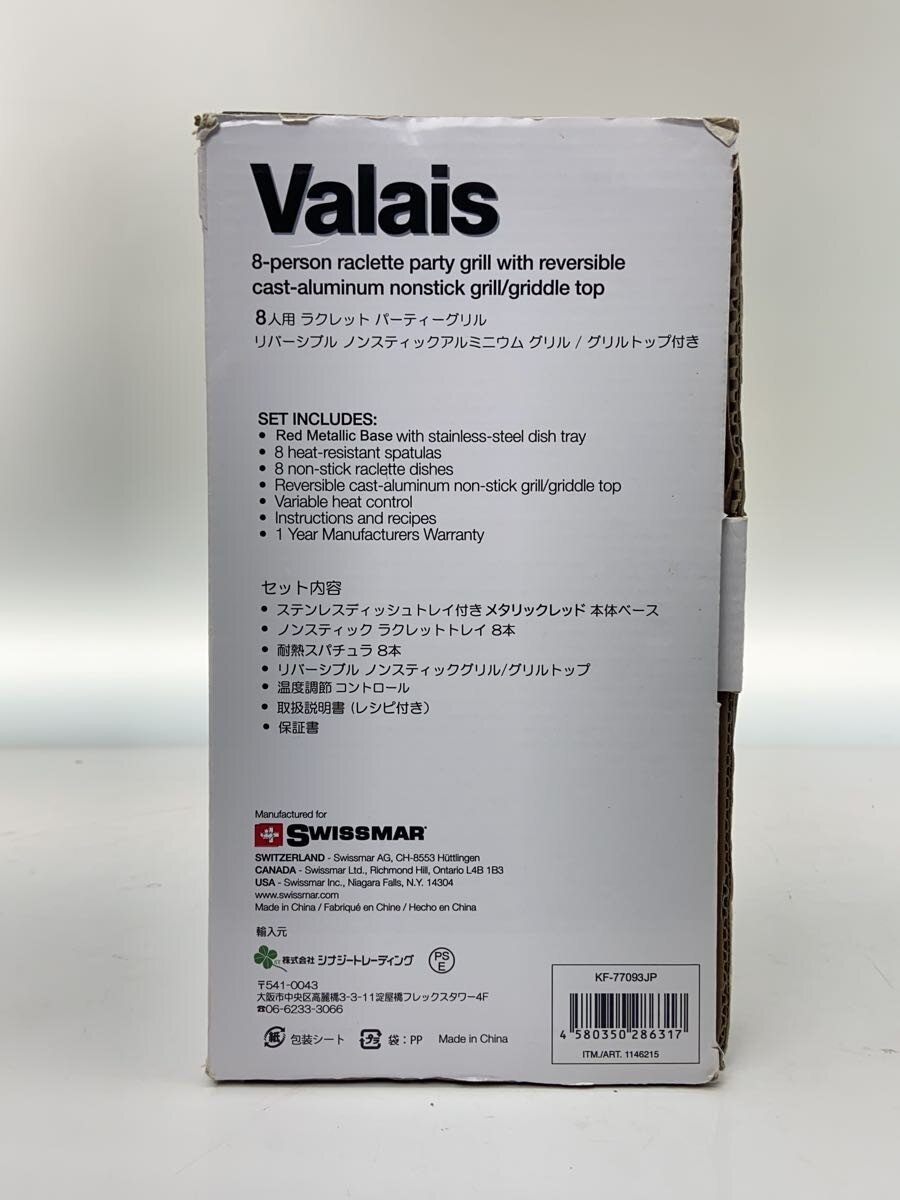 Valais
8-person raclette party grill with reversible
cast-aluminum nonstick grill/griddle top
8人用 ラクレット パーティーグリル
リバーシブル ノンスティックアルミニウム グリル / グリルトップ付き
SET INCLUDES:
• Red Metallic Base with stainless-steel dish tray
• 8 heat-resistant spatulas
• 8 non-stick raclette dishes
• Reversible cast-aluminum non-stick grill/griddle top
• Variable heat control
• Instructions and recipes
• 1 Year Manufacturers Warranty
セット内容
• ステンレスディッシュトレイ付き メタリックレッド 本体ベース
• ノンスティック ラクレットトレイ 8本
• 耐熱スパチュラ 8本
• リバーシブル ノンスティックグリル/グリルトップ
• 温度調節 コントロール
• 取扱説明書 (レシピ付き)
• 保証書
Manufactured for
SWISSMAR
SWITZERLAND - Swissmar AG, CH-8553 Hüttlingen
CANADA - Swissmar Ltd., Richmond Hill, Ontario L4B 1B3
USA - Swissmar Inc., Niagara Falls, N.Y. 14304
www.swissmar.com
Made in China / Fabriqué en Chine / Hecho en China
輸入元
株式会社 シナジートレーディング PSE
〒541-0043
大阪市中央区高麗橋3-3-11淀屋橋フレックスタワー4F
☎06-6233-3066
紙 包装シート プラ 袋:PP Made in China
KF-77093JP
4 580350 286317
ITM./ART. 1146215